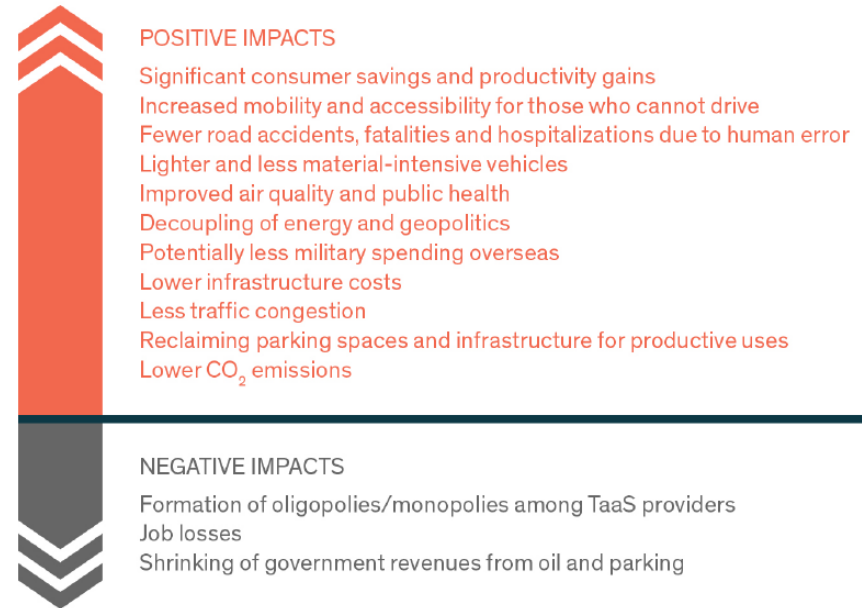 POSITIVE IMPACTS
Significant consumer savings and productivity gains
Increased mobility and accessibility for those who cannot drive
Fewer road accidents, fatalities and hospitalizations due to human error
Lighter and less material-intensive vehicles
Improved air quality and public health
Decoupling of energy and geopolitics
Potentially less military spending overseas
Lower infrastructure costs
Less traffic congestion
Reclaiming parking spaces and infrastructure for productive uses
Lower CO₂ emissions
NEGATIVE IMPACTS
Formation of oligopolies/monopolies among TaaS providers
Job losses
Shrinking of government revenues from oil and parking